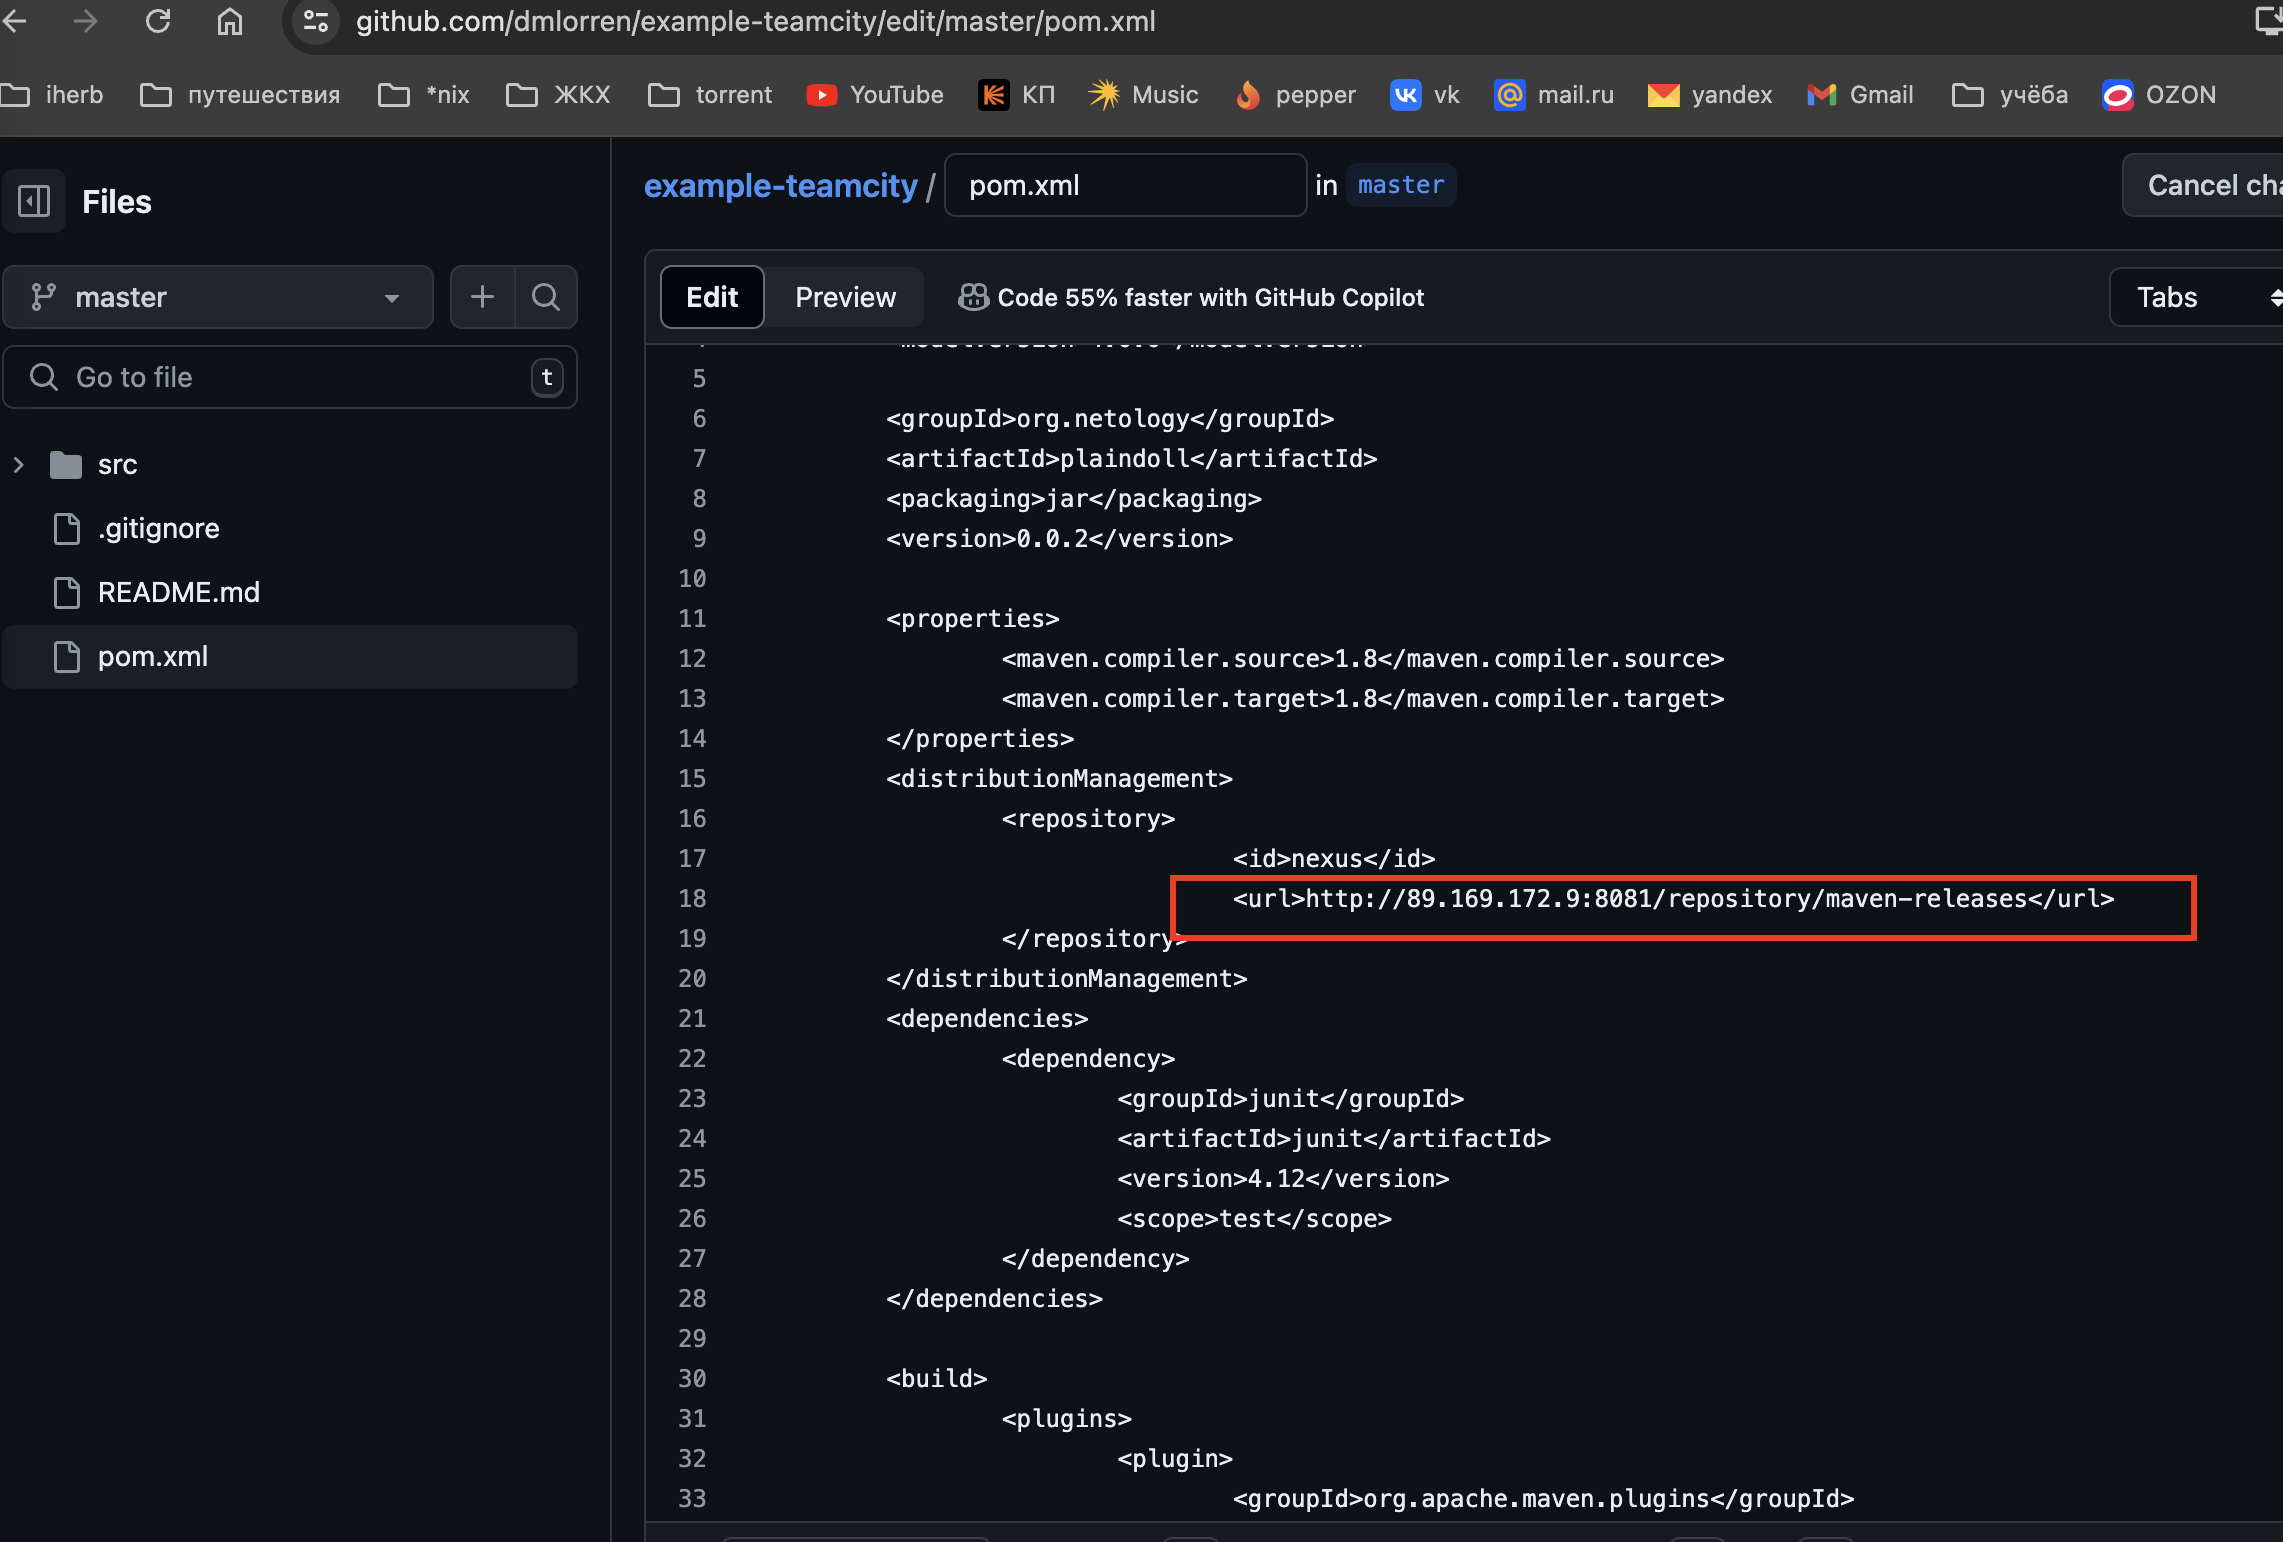 github.com/dmlorren/example-teamcity/edit/master/pom.xml
iherb путешествия *nix ЖКХ torrent YouTube КП Music pepper vk mail.ru yandex Gmail учёба OZON
Files
master
Go to file t
src
.gitignore
README.md
pom.xml
example-teamcity / pom.xml in master
Cancel
Edit Preview Code 55% faster with GitHub Copilot Tabs
5
6 <groupId>org.netology</groupId>
7 <artifactId>plaindoll</artifactId>
8 <packaging>jar</packaging>
9 <version>0.0.2</version>
10
11 <properties>
12 <maven.compiler.source>1.8</maven.compiler.source>
13 <maven.compiler.target>1.8</maven.compiler.target>
14 </properties>
15 <distributionManagement>
16 <repository>
17 <id>nexus</id>
18 <url>http://89.169.172.9:8081/repository/maven-releases</url>
19 </repository>
20 </distributionManagement>
21 <dependencies>
22 <dependency>
23 <groupId>junit</groupId>
24 <artifactId>junit</artifactId>
25 <version>4.12</version>
26 <scope>test</scope>
27 </dependency>
28 </dependencies>
29
30 <build>
31 <plugins>
32 <plugin>
33 <groupId>org.apache.maven.plugins</groupId>